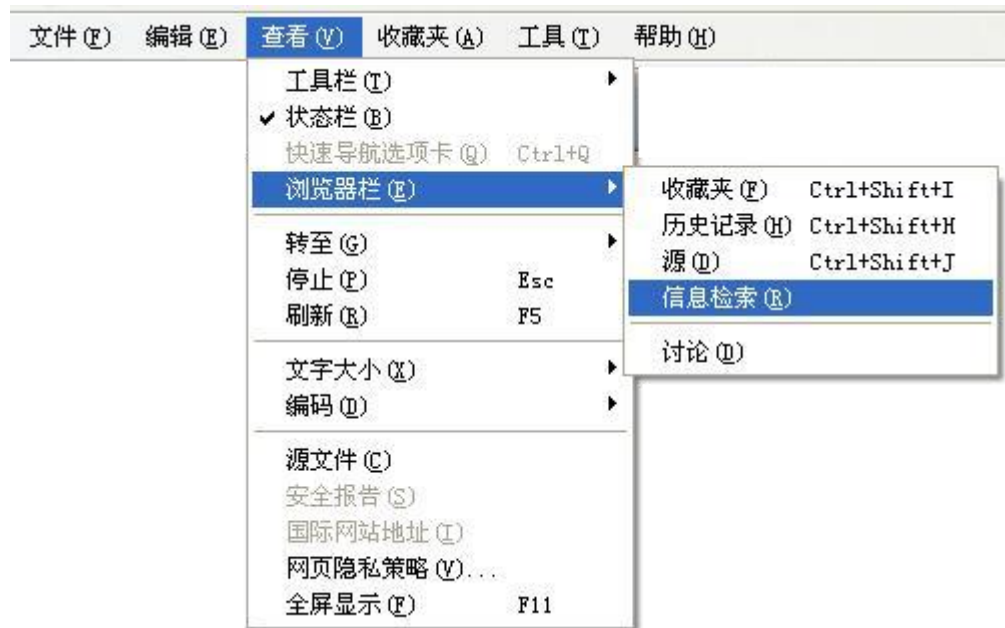 文件(F) 编辑(E) 查看(V) 收藏夹(A) 工具(T) 帮助(H)
工具栏(T)
状态栏(B)
快速导航选项卡(Q) Ctrl+Q
浏览器栏(E)
转至(G)
停止(P) Esc
刷新(R) F5
文字大小(X)
编码(D)
源文件(C)
安全报告(S)
国际网站地址(I)
网页隐私策略(V)...
全屏显示(F) F11
收藏夹(F) Ctrl+Shift+I
历史记录(H) Ctrl+Shift+H
源(D) Ctrl+Shift+J
信息检索(R)
讨论(D)